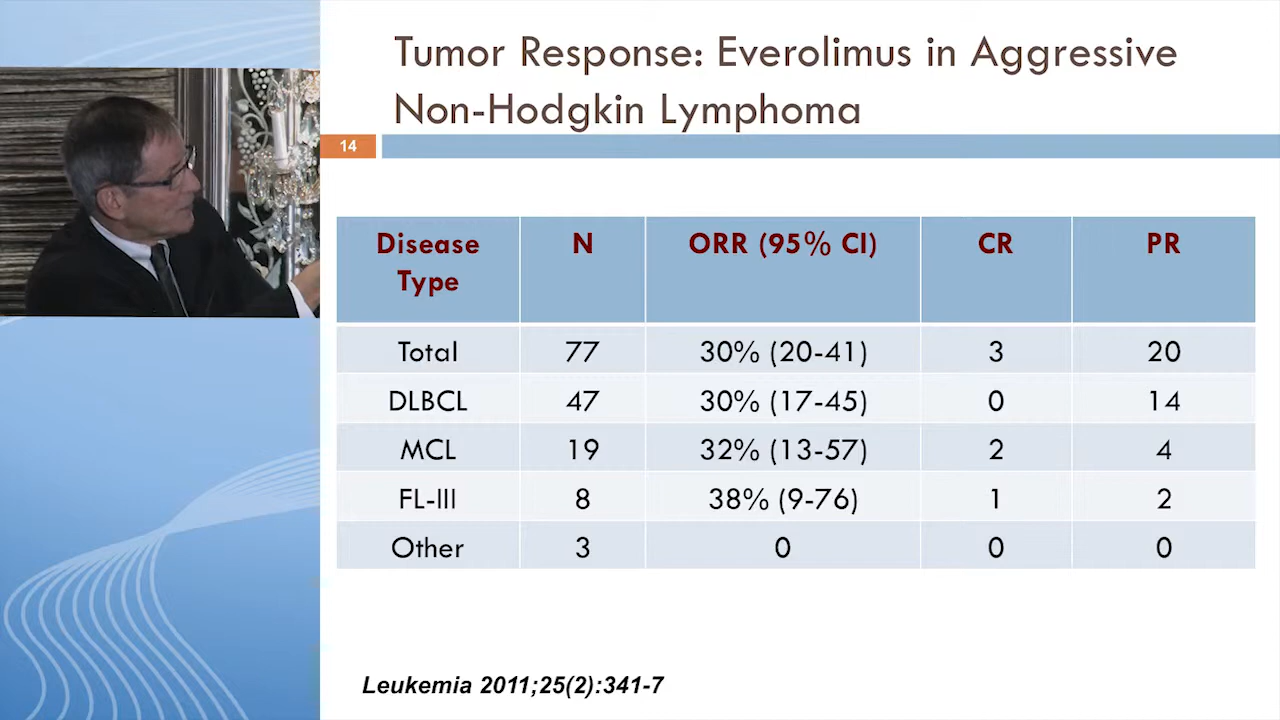 Tumor Response: Everolimus in Aggressive
Non-Hodgkin Lymphoma
14
Disease Type N ORR (95% CI) CR PR
Total 77 30% (20-41) 3 20
DLBCL 47 30% (17-45) 0 14
MCL 19 32% (13-57) 2 4
FL-III 8 38% (9-76) 1 2
Other 3 0 0 0
Leukemia 2011;25(2):341-7